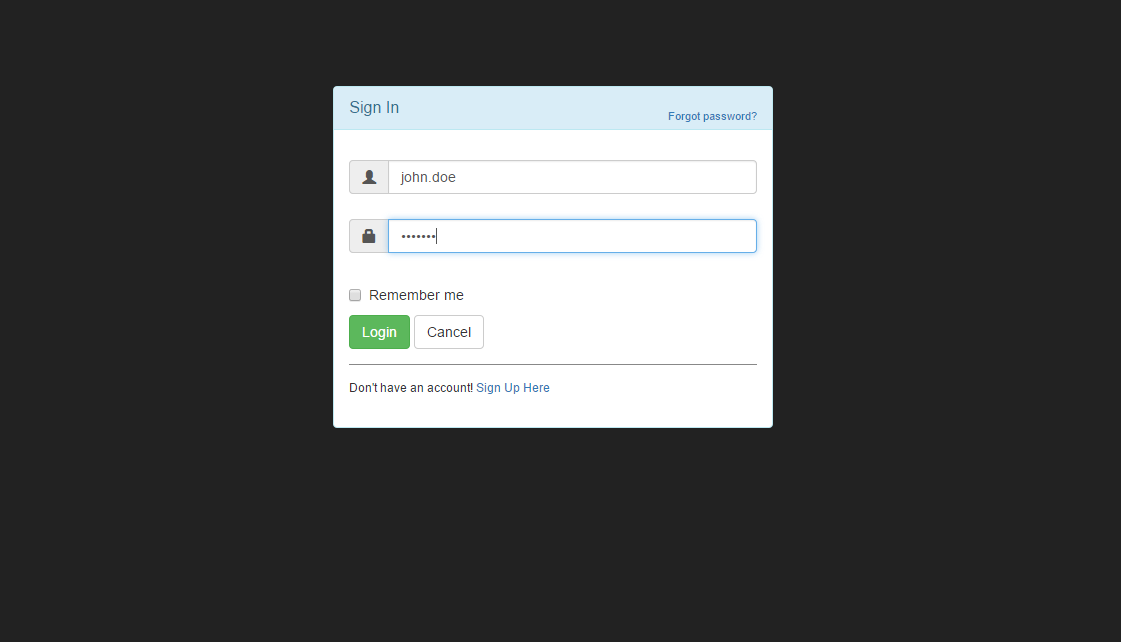 Sign In
Forgot password?
john.doe
•••••••
Remember me
Login Cancel
Don't have an account! Sign Up Here